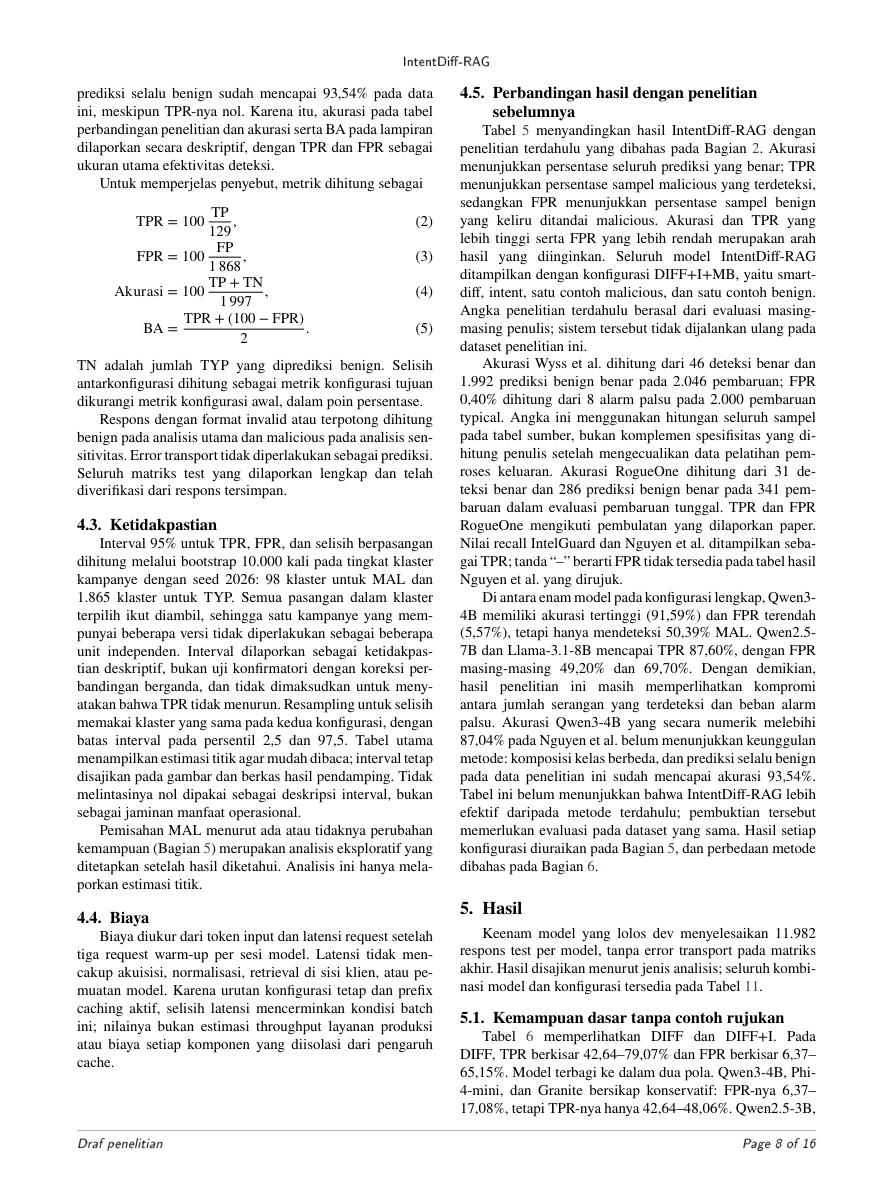 IntentDiff-RAG
prediksi selalu benign sudah mencapai 93,54% pada data
ini, meskipun TPR-nya nol. Karena itu, akurasi pada tabel
perbandingan penelitian dan akurasi serta BA pada lampiran
dilaporkan secara deskriptif, dengan TPR dan FPR sebagai
ukuran utama efektivitas deteksi.
Untuk memperjelas penyebut, metrik dihitung sebagai
TPR = 100 TP/129, (2)
FPR = 100 FP/1 868, (3)
Akurasi = 100 TP + TN/1 997, (4)
BA = TPR + (100 − FPR)/2. (5)
TN adalah jumlah TYP yang diprediksi benign. Selisih
antarkonfigurasi dihitung sebagai metrik konfigurasi tujuan
dikurangi metrik konfigurasi awal, dalam poin persentase.
Respons dengan format invalid atau terpotong dihitung
benign pada analisis utama dan malicious pada analisis sen-
sitivitas. Error transport tidak diperlakukan sebagai prediksi.
Seluruh matriks test yang dilaporkan lengkap dan telah
diverifikasi dari respons tersimpan.
4.3. Ketidakpastian
Interval 95% untuk TPR, FPR, dan selisih berpasangan
dihitung melalui bootstrap 10.000 kali pada tingkat klaster
kampanye dengan seed 2026: 98 klaster untuk MAL dan
1.865 klaster untuk TYP. Semua pasangan dalam klaster
terpilih ikut diambil, sehingga satu kampanye yang mem-
punyai beberapa versi tidak diperlakukan sebagai beberapa
unit independen. Interval dilaporkan sebagai ketidakpas-
tian deskriptif, bukan uji konfirmatori dengan koreksi per-
bandingan berganda, dan tidak dimaksudkan untuk meny-
atakan bahwa TPR tidak menurun. Resampling untuk selisih
memakai klaster yang sama pada kedua konfigurasi, dengan
batas interval pada persentil 2,5 dan 97,5. Tabel utama
menampilkan estimasi titik agar mudah dibaca; interval tetap
disajikan pada gambar dan berkas hasil pendamping. Tidak
melintasinya nol dipakai sebagai deskripsi interval, bukan
sebagai jaminan manfaat operasional.
Pemisahan MAL menurut ada atau tidaknya perubahan
kemampuan (Bagian 5) merupakan analisis eksploratif yang
ditetapkan setelah hasil diketahui. Analisis ini hanya mela-
porkan estimasi titik.
4.4. Biaya
Biaya diukur dari token input dan latensi request setelah
tiga request warm-up per sesi model. Latensi tidak men-
cakup akuisisi, normalisasi, retrieval di sisi klien, atau pe-
muatan model. Karena urutan konfigurasi tetap dan prefix
caching aktif, selisih latensi mencerminkan kondisi batch
ini; nilainya bukan estimasi throughput layanan produksi
atau biaya setiap komponen yang diisolasi dari pengaruh
cache.
4.5. Perbandingan hasil dengan penelitian
sebelumnya
Tabel 5 menyandingkan hasil IntentDiff-RAG dengan
penelitian terdahulu yang dibahas pada Bagian 2. Akurasi
menunjukkan persentase seluruh prediksi yang benar; TPR
menunjukkan persentase sampel malicious yang terdeteksi,
sedangkan FPR menunjukkan persentase sampel benign
yang keliru ditandai malicious. Akurasi dan TPR yang
lebih tinggi serta FPR yang lebih rendah merupakan arah
hasil yang diinginkan. Seluruh model IntentDiff-RAG
ditampilkan dengan konfigurasi DIFF+I+MB, yaitu smart-
diff, intent, satu contoh malicious, dan satu contoh benign.
Angka penelitian terdahulu berasal dari evaluasi masing-
masing penulis; sistem tersebut tidak dijalankan ulang pada
dataset penelitian ini.
Akurasi Wyss et al. dihitung dari 46 deteksi benar dan
1.992 prediksi benign benar pada 2.046 pembaruan; FPR
0,40% dihitung dari 8 alarm palsu pada 2.000 pembaruan
typical. Angka ini menggunakan hitungan seluruh sampel
pada tabel sumber, bukan komplemen spesifisitas yang di-
hitung penulis setelah mengecualikan data pelatihan pem-
roses keluaran. Akurasi RogueOne dihitung dari 31 de-
teksi benar dan 286 prediksi benign benar pada 341 pem-
baruan dalam evaluasi pembaruan tunggal. TPR dan FPR
RogueOne mengikuti pembulatan yang dilaporkan paper.
Nilai recall IntelGuard dan Nguyen et al. ditampilkan seba-
gai TPR; tanda “–” berarti FPR tidak tersedia pada tabel hasil
Nguyen et al. yang dirujuk.
Di antara enam model pada konfigurasi lengkap, Qwen3-
4B memiliki akurasi tertinggi (91,59%) dan FPR terendah
(5,57%), tetapi hanya mendeteksi 50,39% MAL. Qwen2.5-
7B dan Llama-3.1-8B mencapai TPR 87,60%, dengan FPR
masing-masing 49,20% dan 69,70%. Dengan demikian,
hasil penelitian ini masih memperlihatkan kompromi
antara jumlah serangan yang terdeteksi dan beban alarm
palsu. Akurasi Qwen3-4B yang secara numerik melebihi
87,04% pada Nguyen et al. belum menunjukkan keunggulan
metode: komposisi kelas berbeda, dan prediksi selalu benign
pada data penelitian ini sudah mencapai akurasi 93,54%.
Tabel ini belum menunjukkan bahwa IntentDiff-RAG lebih
efektif daripada metode terdahulu; pembuktian tersebut
memerlukan evaluasi pada dataset yang sama. Hasil setiap
konfigurasi diuraikan pada Bagian 5, dan perbedaan metode
dibahas pada Bagian 6.
5. Hasil
Keenam model yang lolos dev menyelesaikan 11.982
respons test per model, tanpa error transport pada matriks
akhir. Hasil disajikan menurut jenis analisis; seluruh kombi-
nasi model dan konfigurasi tersedia pada Tabel 11.
5.1. Kemampuan dasar tanpa contoh rujukan
Tabel 6 memperlihatkan DIFF dan DIFF+I. Pada
DIFF, TPR berkisar 42,64–79,07% dan FPR berkisar 6,37–
65,15%. Model terbagi ke dalam dua pola. Qwen3-4B, Phi-
4-mini, dan Granite bersikap konservatif: FPR-nya 6,37–
17,08%, tetapi TPR-nya hanya 42,64–48,06%. Qwen2.5-3B,
Draf penelitian
Page 8 of 16